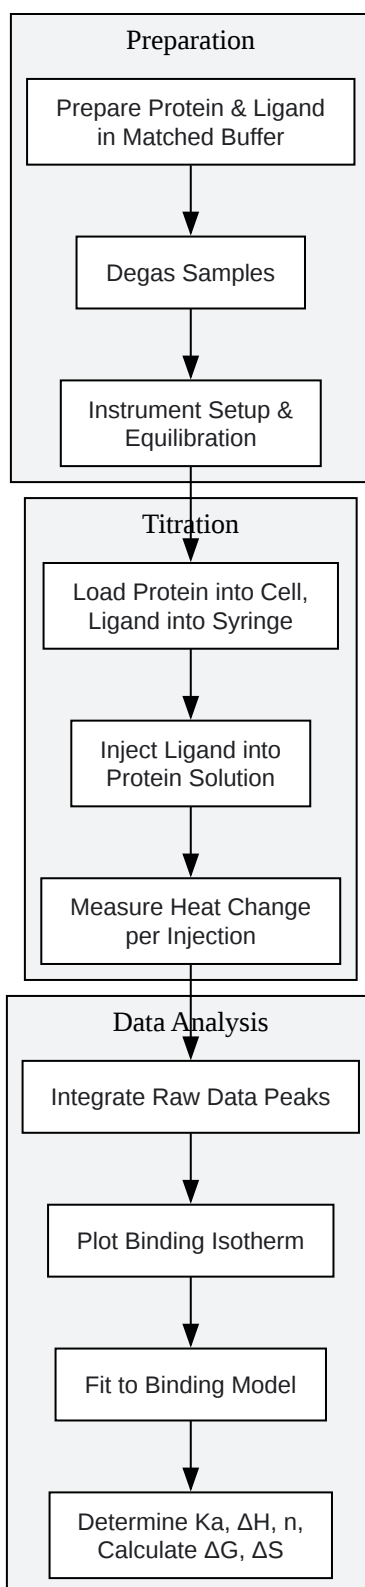 Preparation
Prepare Protein & Ligand
in Matched Buffer
Degas Samples
Instrument Setup &
Equilibration
Titration
Load Protein into Cell,
Ligand into Syringe
Inject Ligand into
Protein Solution
Measure Heat Change
per Injection
Data Analysis
Integrate Raw Data Peaks
Plot Binding Isotherm
Fit to Binding Model
Determine Ka, ΔH, n,
Calculate ΔG, ΔS